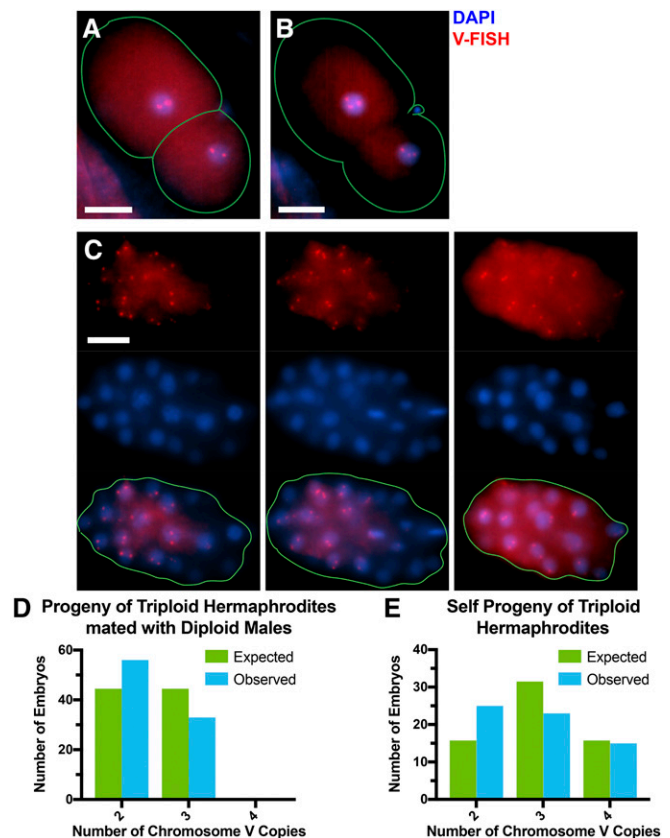 A
B
DAPI
V-FISH
C
D
Progeny of Triploid Hermaphrodites
mated with Diploid Males
60
40
20
0
Number of Embryos
Expected
Observed
2
3
4
Number of Chromosome V Copies
E
Self Progeny of Triploid
Hermaphrodites
40
30
20
10
0
Number of Embryos
Expected
Observed
2
3
4
Number of Chromosome V Copies